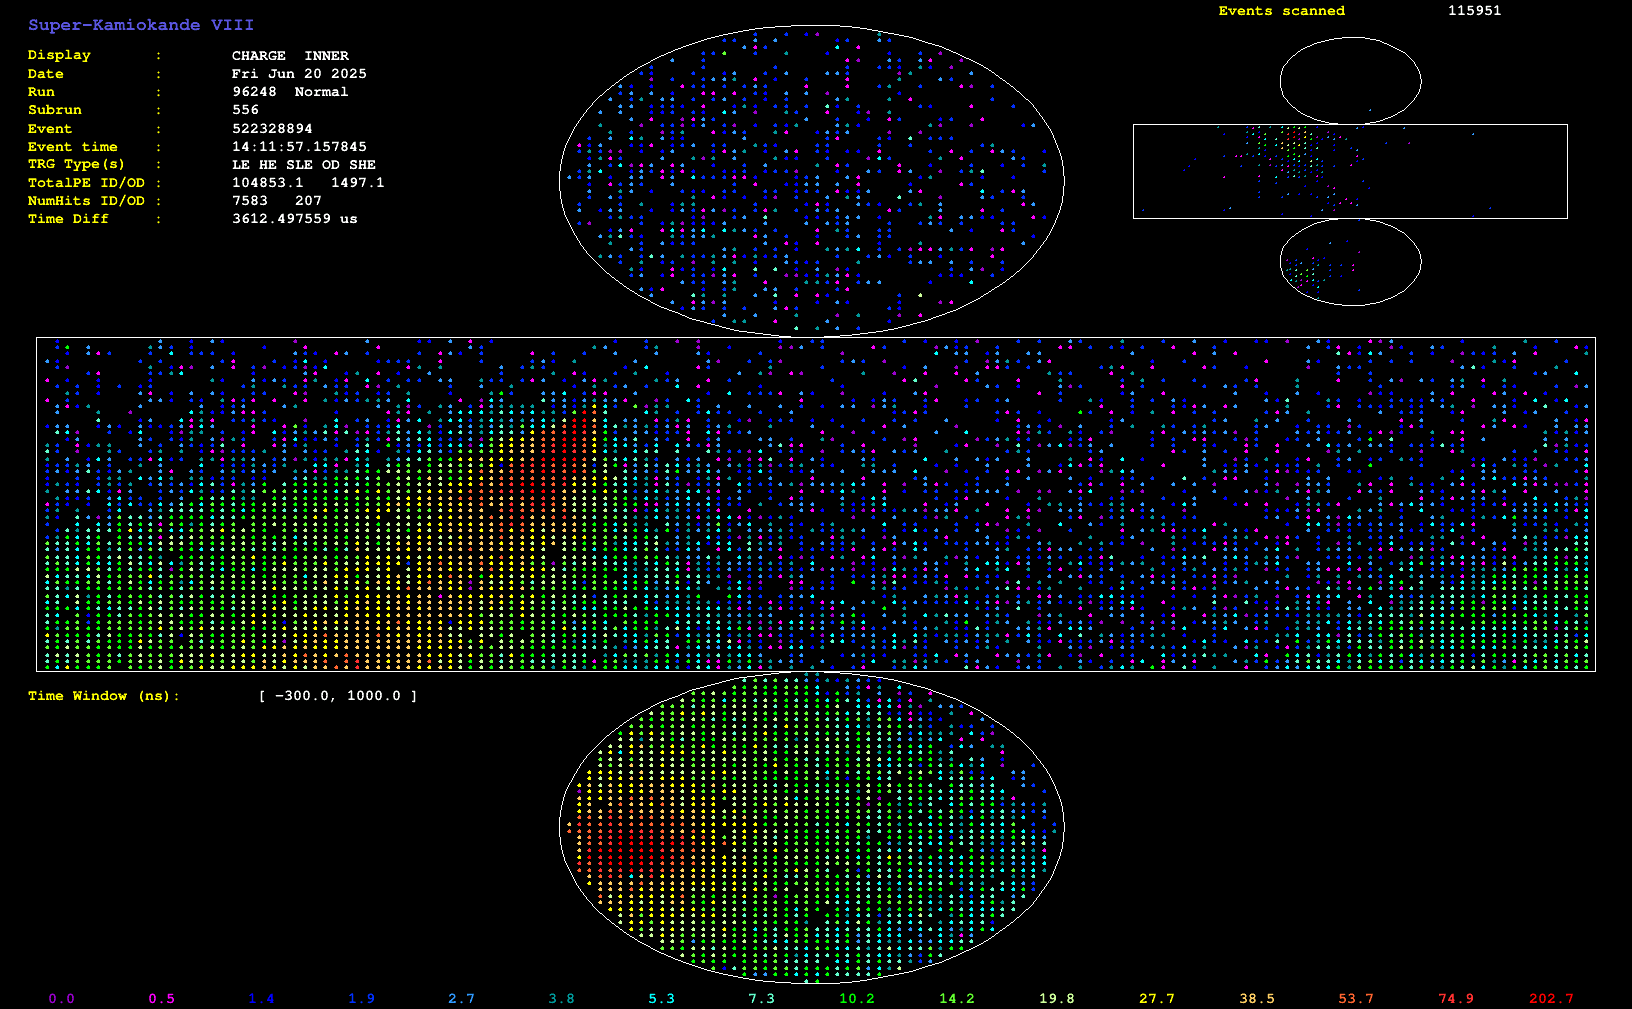 Super-Kamiokande VIII
Events scanned 115951
Display : CHARGE INNER
Date : Fri Jun 20 2025
Run : 96248 Normal
Subrun : 556
Event : 522328894
Event time : 14:11:57.157845
TRG Type(s) : LE HE SLE OD SHE
TotalPE ID/OD : 104853.1 1497.1
NumHits ID/OD : 7583 207
Time Diff : 3612.497559 us
Time Window (ns): [ -300.0, 1000.0 ]
0.0 0.5 1.4 1.9 2.7 3.8 5.3 7.3 10.2 14.2 19.8 27.7 38.5 53.7 74.9 202.7